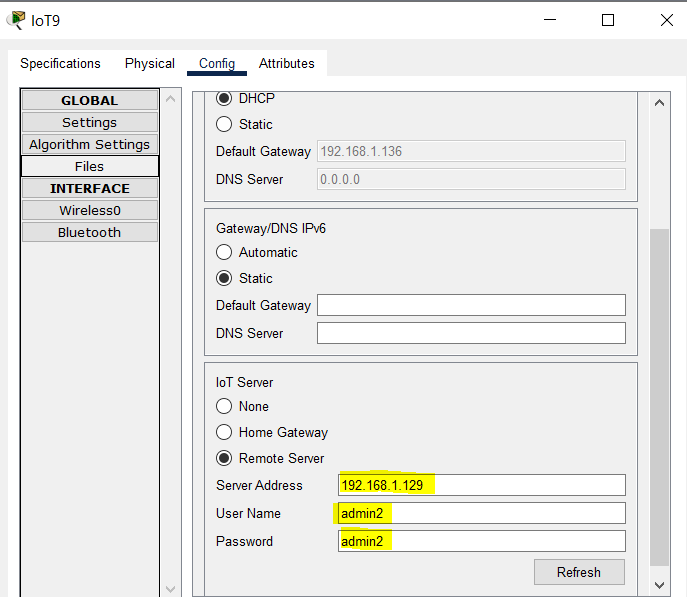 IoT9
Specifications Physical Config Attributes
GLOBAL
Settings
Algorithm Settings
Files
INTERFACE
Wireless0
Bluetooth
DHCP
Static
Default Gateway 192.168.1.136
DNS Server 0.0.0.0
Gateway/DNS IPv6
Automatic
Static
Default Gateway
DNS Server
IoT Server
None
Home Gateway
Remote Server
Server Address 192.168.1.129
User Name admin2
Password admin2
Refresh